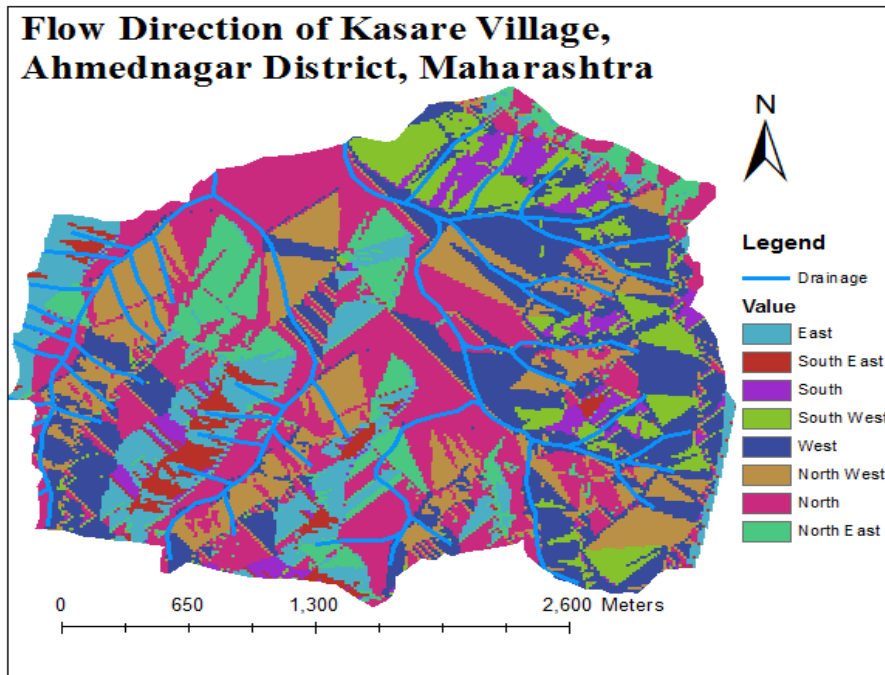 Flow Direction of Kasare Village,
Ahmednagar District, Maharashtra
N
Legend
Drainage
Value
East
South East
South
South West
West
North West
North
North East
0 650 1,300 2,600 Meters